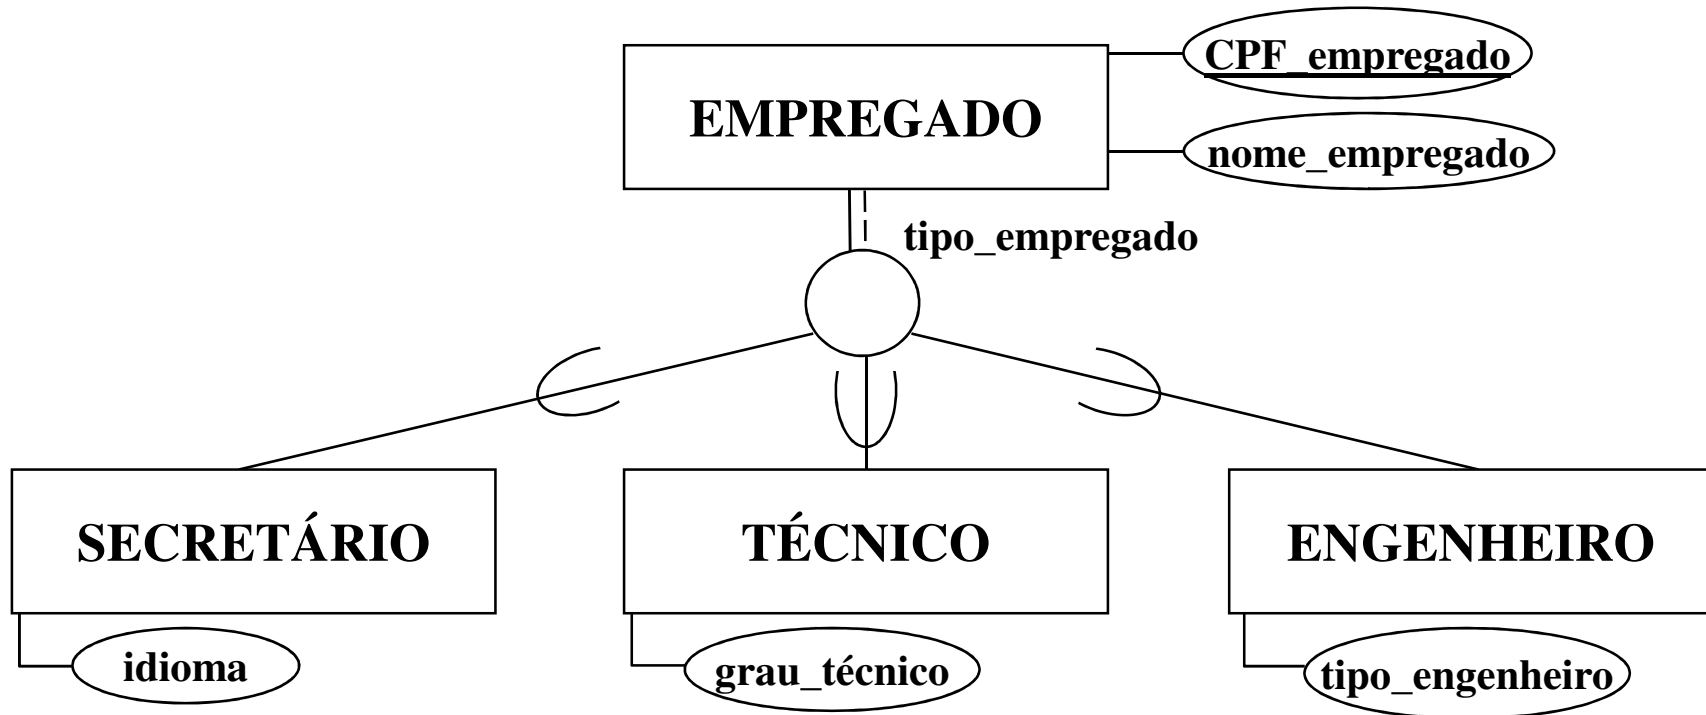 CPF_empregado
EMPREGADO
nome_empregado
tipo_empregado
SECRETÁRIO
TÉCNICO
ENGENHEIRO
idioma
grau_técnico
tipo_engenheiro